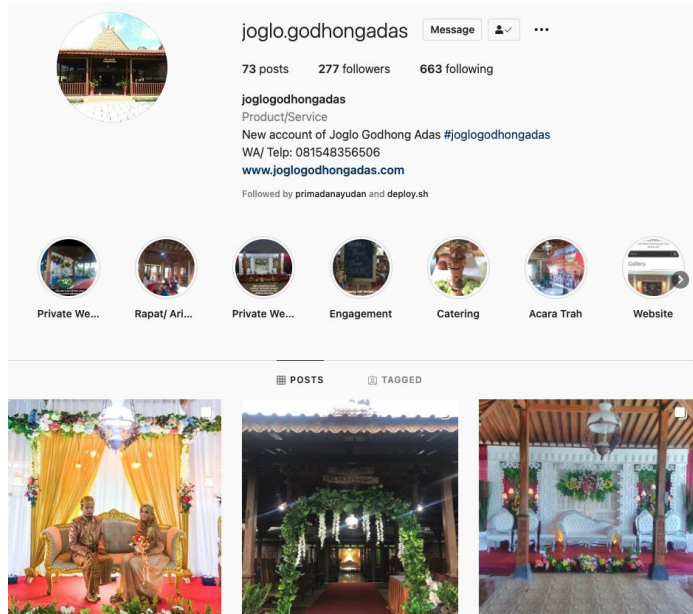 joglo.godhongadas Message
73 posts 277 followers 663 following
joglogodhongadas
Product/Service
New account of Joglo Godhong Adas #joglogodhongadas
WA/ Telp: 081548356506
www.joglogodhongadas.com
Followed by primadanayudan and deploy.sh
Private We... Rapat/ Ari... Private We... Engagement Catering Acara Trah Website
POSTS TAGGED